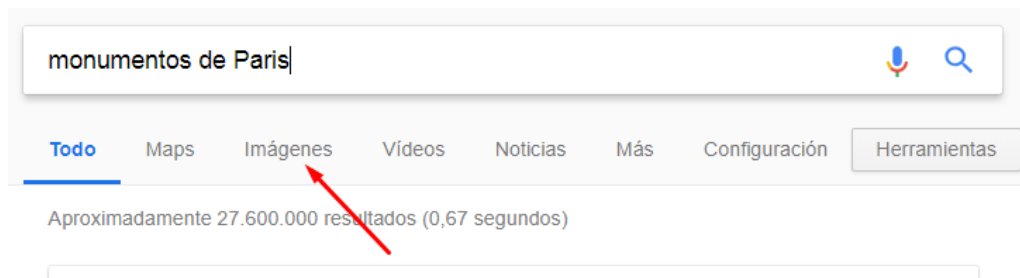 monumentos de Paris
Todo Maps Imágenes Vídeos Noticias Más Configuración Herramientas
Aproximadamente 27.600.000 resultados (0,67 segundos)